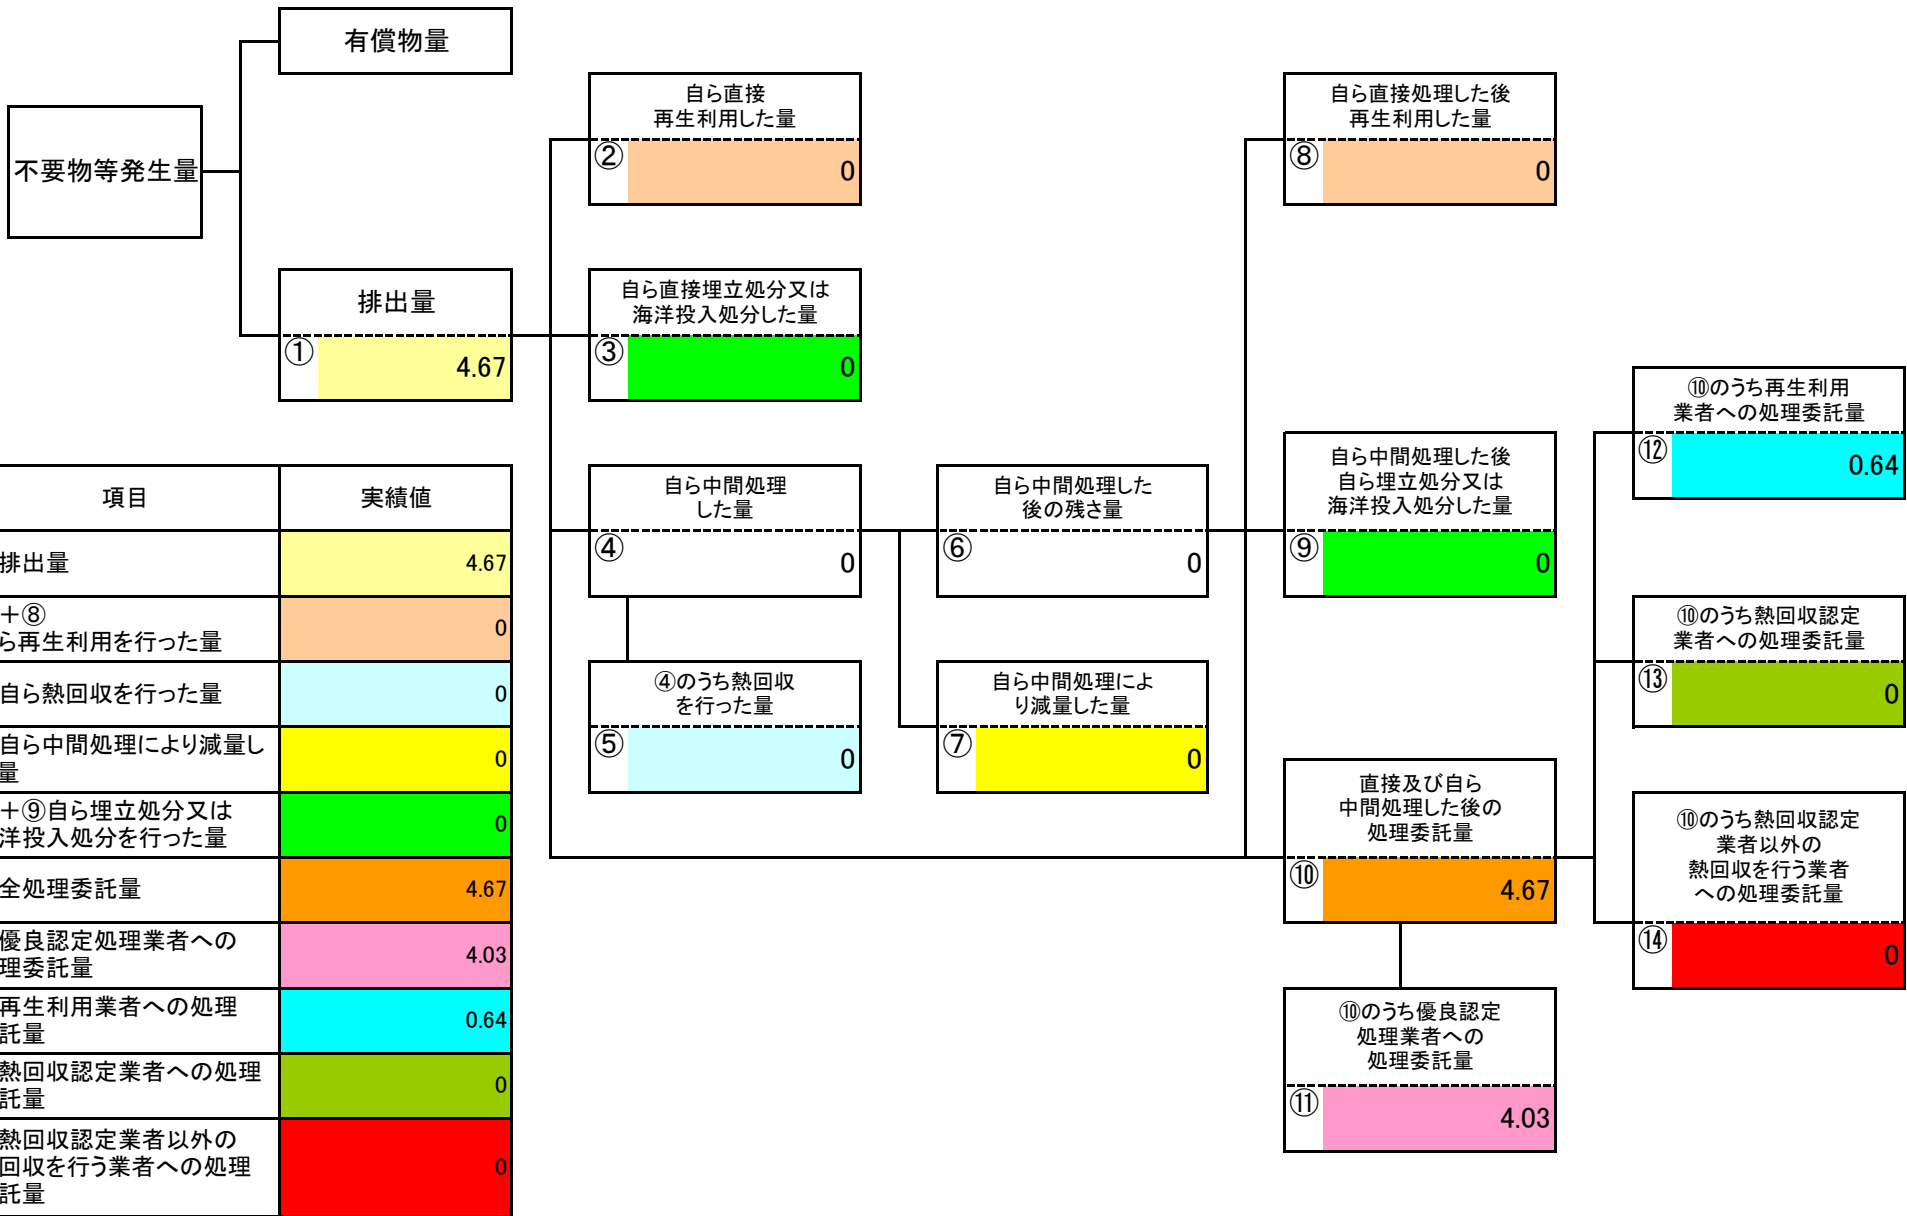 有償物量
不要物等発生量
排出量
①
4.67
自ら直接
再生利用した量
②
0
自ら直接埋立処分又は
海洋投入処分した量
③
0
自ら中間処理
した量
④
0
④のうち熱回収
を行った量
⑤
0
自ら中間処理した
後の残さ量
⑥
0
自ら中間処理によ
り減量した量
⑦
0
自ら直接処理した後
再生利用した量
⑧
0
自ら中間処理した後
自ら埋立処分又は
海洋投入処分した量
⑨
0
直接及び自ら
中間処理した後の
処理委託量
⑩
4.67
⑩のうち優良認定
処理業者への
処理委託量
⑪
4.03
⑩のうち再生利用
業者への処理委託量
⑫
0.64
⑩のうち熱回収認定
業者への処理委託量
⑬
0
⑩のうち熱回収認定
業者以外の
熱回収を行う業者
への処理委託量
⑭
0
項目 実績値
排出量 4.67
+⑧
ら再生利用を行った量 0
自ら熱回収を行った量 0
自ら中間処理により減量し
量 0
+⑨自ら埋立処分又は
洋投入処分を行った量 0
全処理委託量 4.67
優良認定処理業者への
理委託量 4.03
再生利用業者への処理
託量 0.64
熱回収認定業者への処理
託量 0
熱回収認定業者以外の
回収を行う業者への処理
託量 0